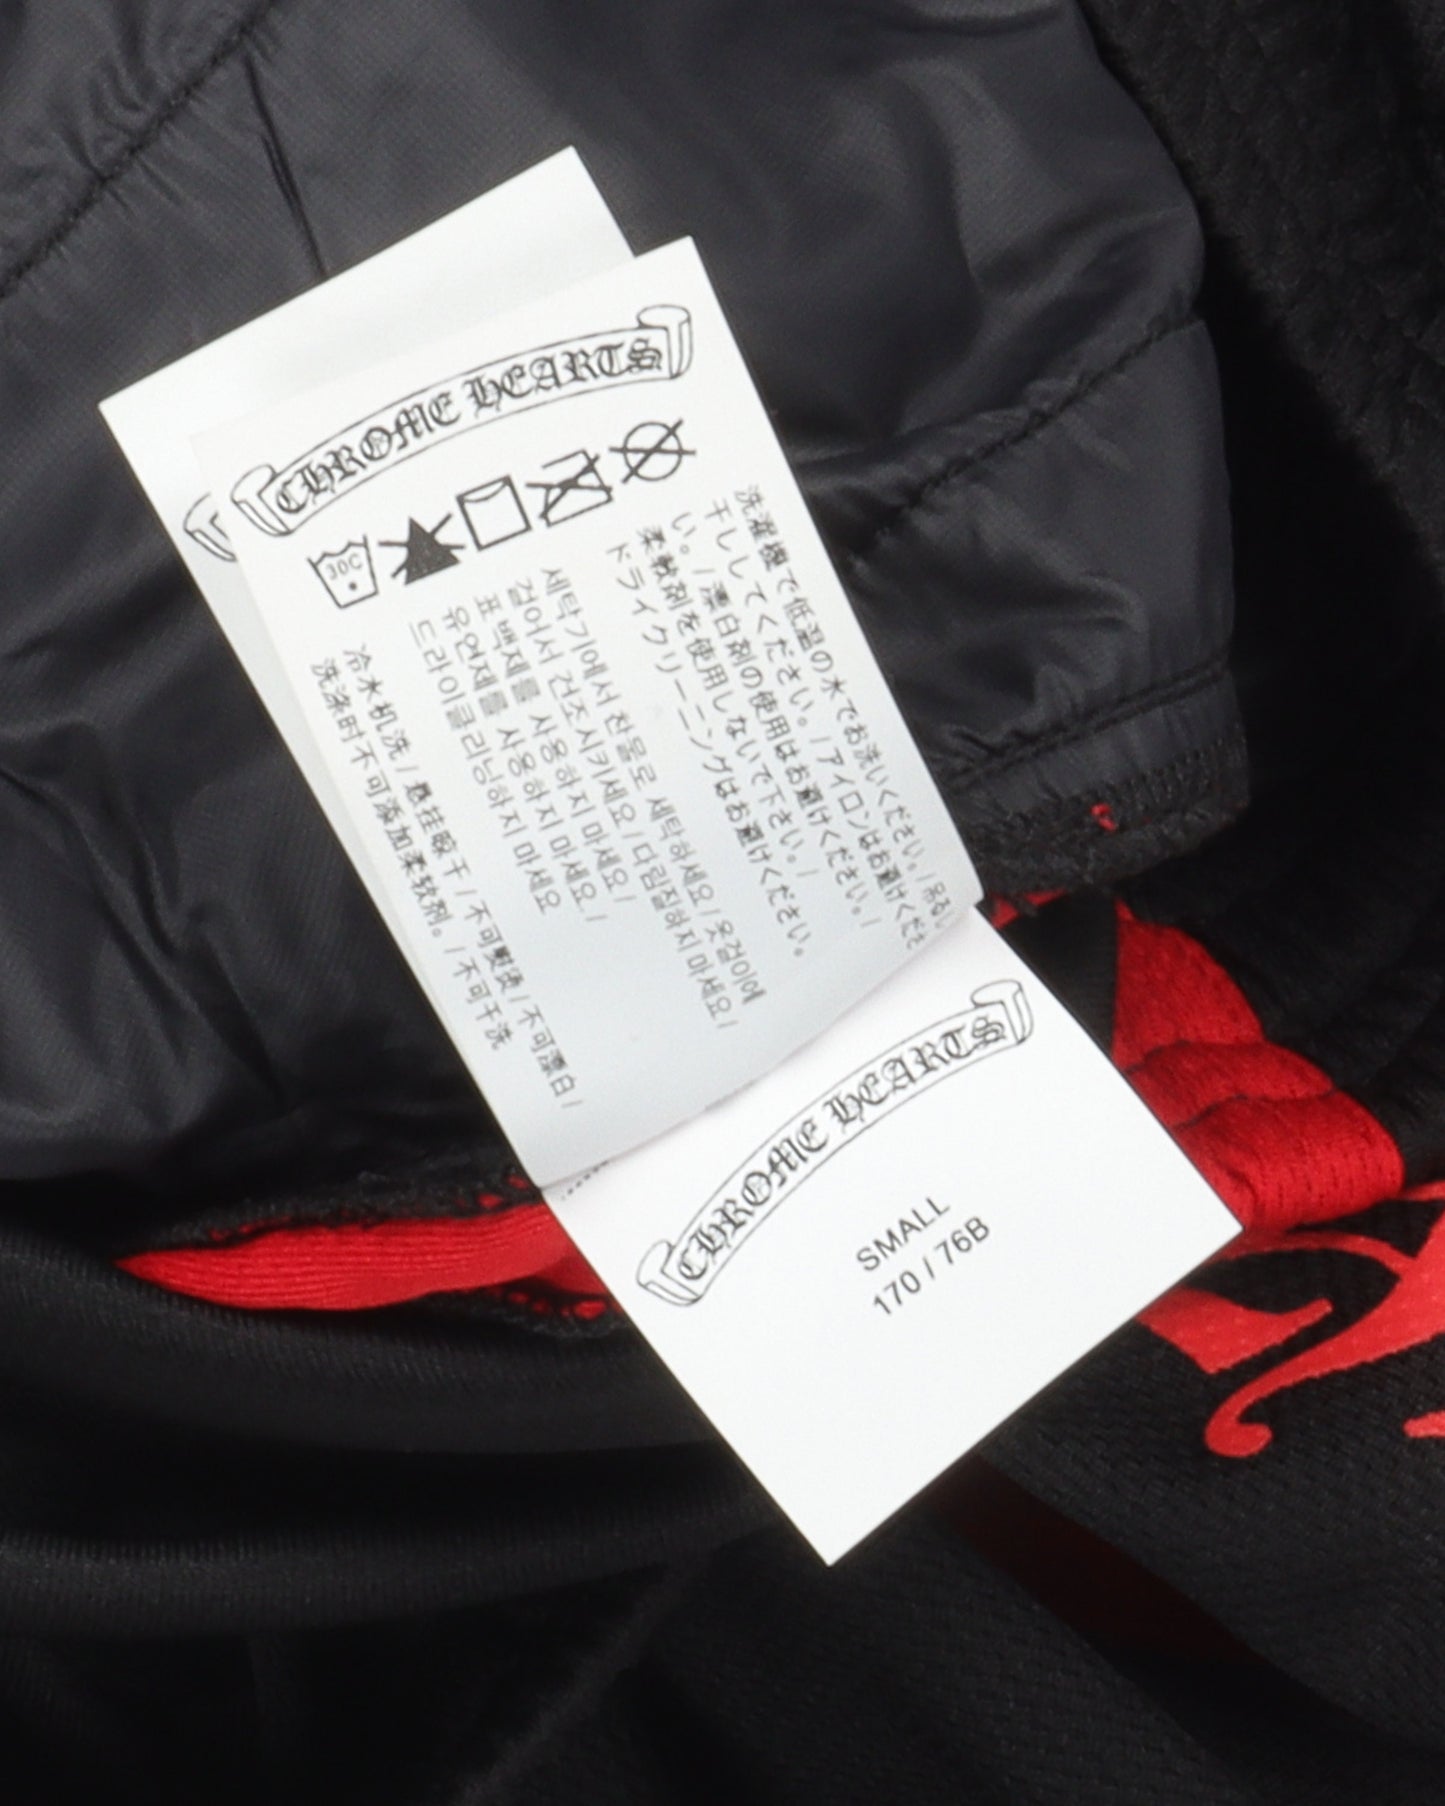 CHROME HEARTS
30C
洗濯機で低温の水でお洗いください。/吊るし
干ししてください。/アイロンはお避けくださ
い。/漂白剤の使用はお避けください。/
柔軟剤を使用しないで下さい。/
ドライクリーニングはお避けください。
세탁기에서 찬물로 세탁하세요/옷걸이에
걸어서 건조시키세요/다림질하지 마세요/
표백제를 사용하지 마세요/
유연제를 사용하지 마세요/
드라이클리닝하지 마세요
冷水机洗/悬挂晾干/不可熨烫/不可漂白/
洗涤时不可添加柔软剂。/不可干洗
CHROME HEARTS
SMALL
170 / 76B